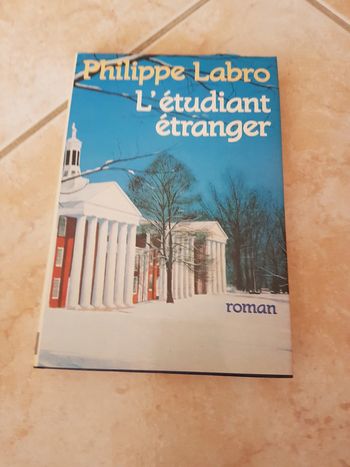 Philippe Labro
L'étudiant
étranger
roman